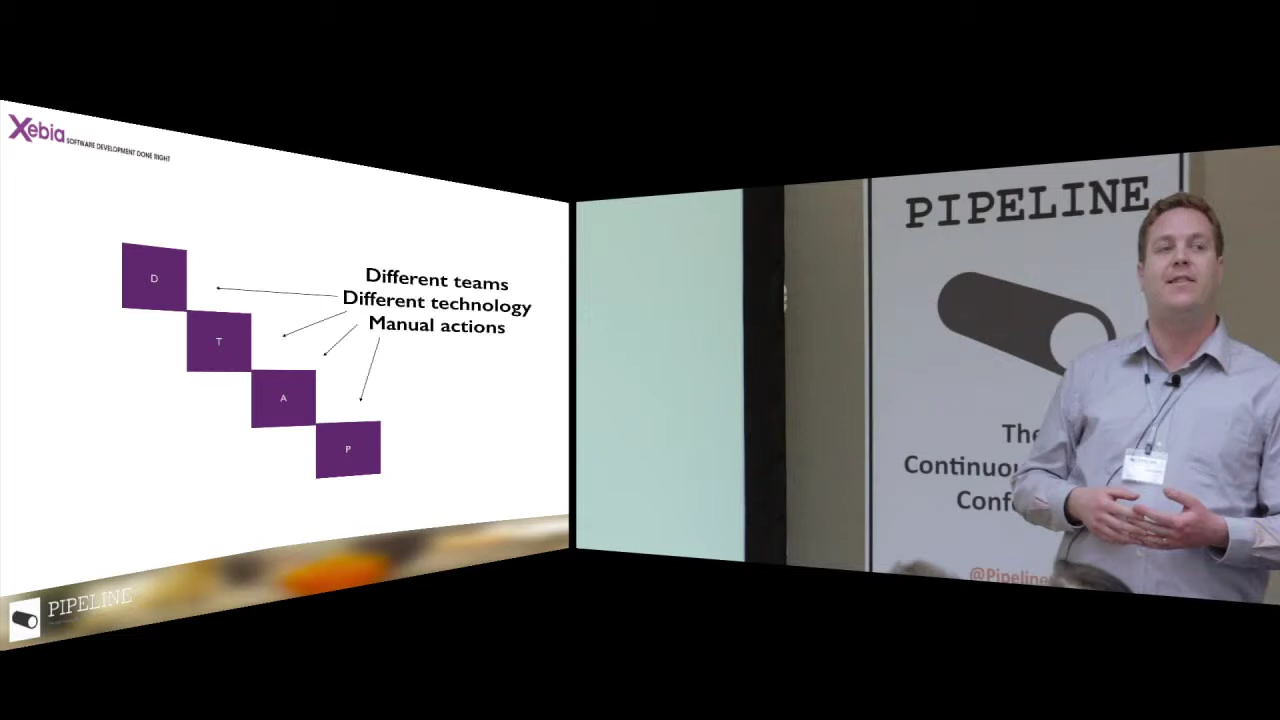 Xebia SOFTWARE DEVELOPMENT DONE RIGHT
D
T
A
P
Different teams
Different technology
Manual actions
PIPELINE
PIPELINE
The
Continuou
Conf
@Pipeline